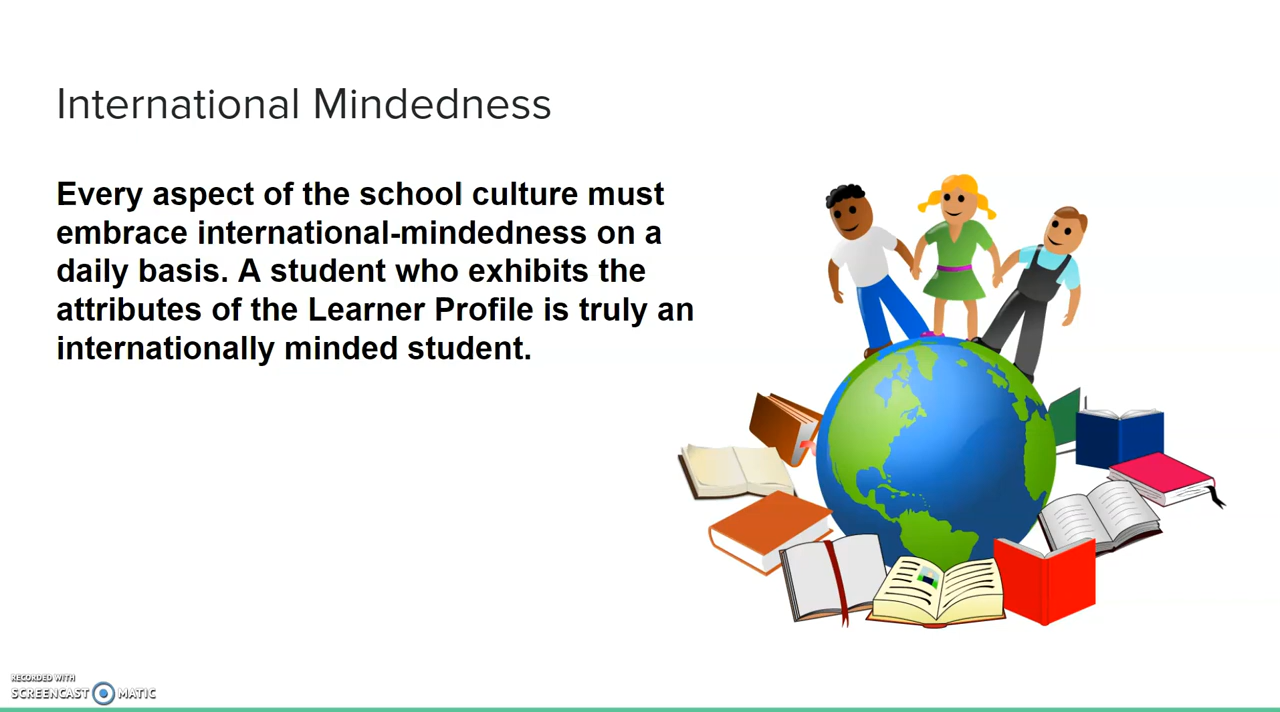 International Mindedness
Every aspect of the school culture must
embrace international-mindedness on a
daily basis. A student who exhibits the
attributes of the Learner Profile is truly an
internationally minded student.
RECORDED WITH
SCREENCAST MATIC